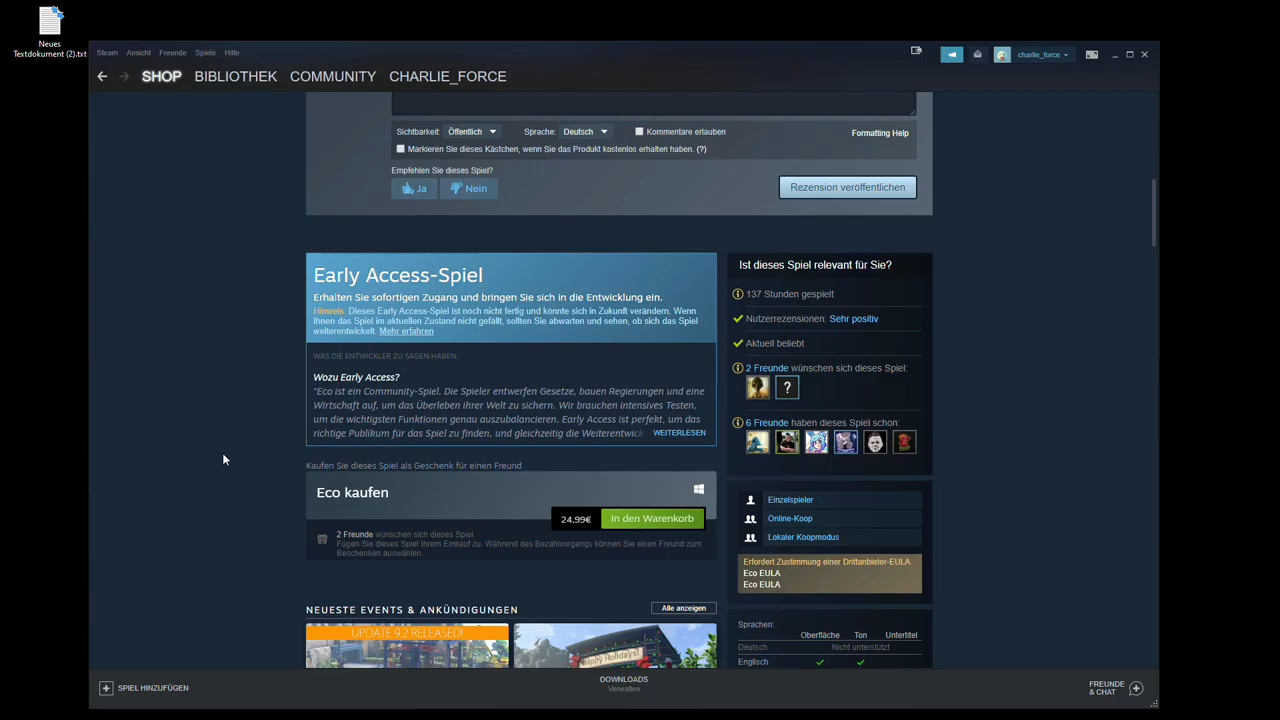 Neues
Textdokument (2).txt
Steam Ansicht Freunde Spiele Hilfe
charlie_force
SHOP BIBLIOTHEK COMMUNITY CHARLIE_FORCE
Sichtbarkeit: Öffentlich Sprache: Deutsch Kommentare erlauben Formatting Help
Markieren Sie dieses Kästchen, wenn Sie das Produkt kostenlos erhalten haben. (?)
Empfehlen Sie dieses Spiel?
Ja Nein
Rezension veröffentlichen
Early Access-Spiel
Erhalten Sie sofortigen Zugang und bringen Sie sich in die Entwicklung ein.
Hinweis: Dieses Early Access-Spiel ist noch nicht fertig und könnte sich in Zukunft verändern. Wenn
Ihnen das Spiel im aktuellen Zustand nicht gefällt, sollten Sie abwarten und sehen, ob sich das Spiel
weiterentwickelt. Mehr erfahren
WAS DIE ENTWICKLER ZU SAGEN HABEN:
Wozu Early Access?
"Eco ist ein Community-Spiel. Die Spieler entwerfen Gesetze, bauen Regierungen und eine
Wirtschaft auf, um das Überleben ihrer Welt zu sichern. Wir brauchen intensives Testen,
um die wichtigsten Funktionen genau auszubalancieren. Early Access ist perfekt, um das
richtige Publikum für das Spiel zu finden, und gleichzeitig die Weiterentwick WEITERLESEN
Kaufen Sie dieses Spiel als Geschenk für einen Freund
Eco kaufen
24,99€ In den Warenkorb
2 Freunde wünschen sich dieses Spiel.
Fügen Sie dieses Spiel Ihrem Einkauf zu. Während des Bezahlvorgangs können Sie einen Freund zum
Beschenken auswählen.
NEUESTE EVENTS & ANKÜNDIGUNGEN Alle anzeigen
UPDATE 9.2 RELEASED!
Happy Holidays!
Ist dieses Spiel relevant für Sie?
137 Stunden gespielt
Nutzerrezensionen: Sehr positiv
Aktuell beliebt
2 Freunde wünschen sich dieses Spiel:
?
6 Freunde haben dieses Spiel schon:
Einzelspieler
Online-Koop
Lokaler Koopmodus
Erfordert Zustimmung einer Drittanbieter-EULA
Eco EULA
Eco EULA
Sprachen:
Oberfläche Ton Untertitel
Deutsch Nicht unterstützt
Englisch
SPIEL HINZUFÜGEN
DOWNLOADS
Verwalten
FREUNDE
& CHAT